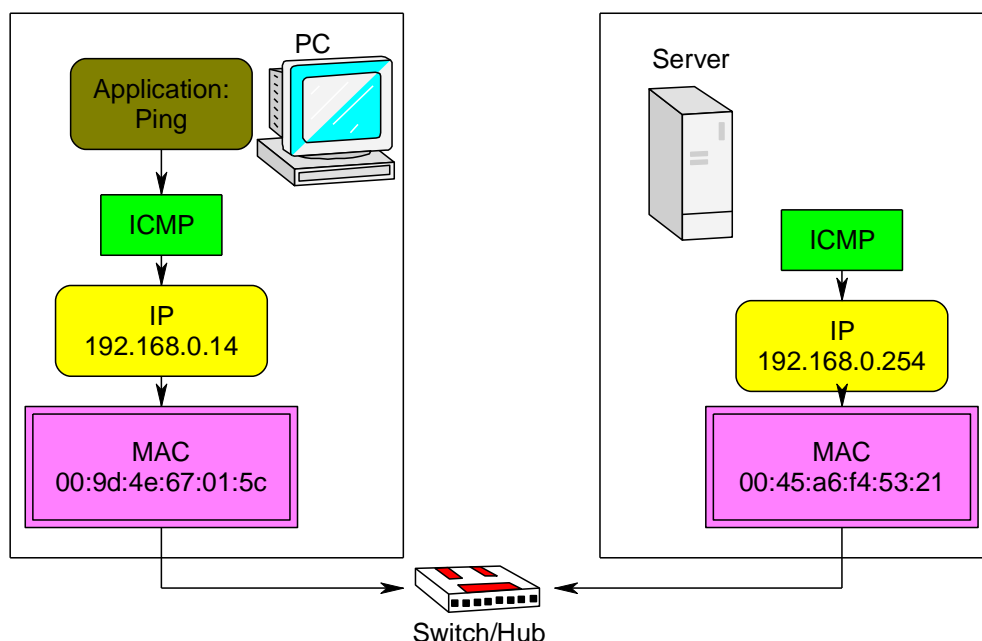 PC
Application:
Ping
ICMP
IP
192.168.0.14
MAC
00:9d:4e:67:01:5c
Server
ICMP
IP
192.168.0.254
MAC
00:45:a6:f4:53:21
Switch/Hub